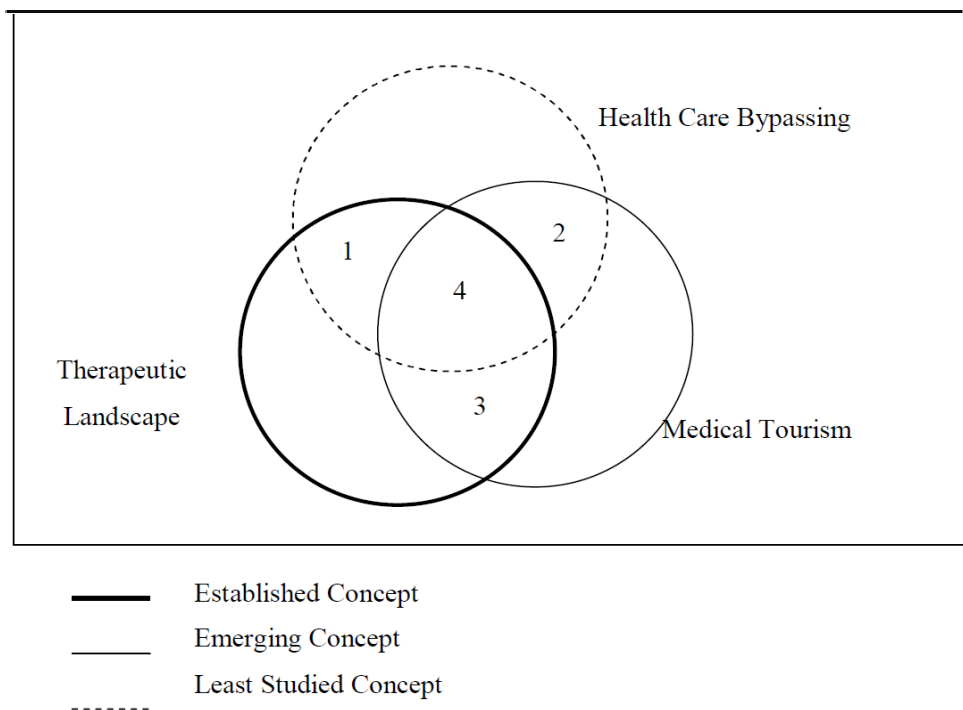 Health Care Bypassing
1
2
4
Therapeutic
Landscape
3
Medical Tourism
Established Concept
Emerging Concept
Least Studied Concept